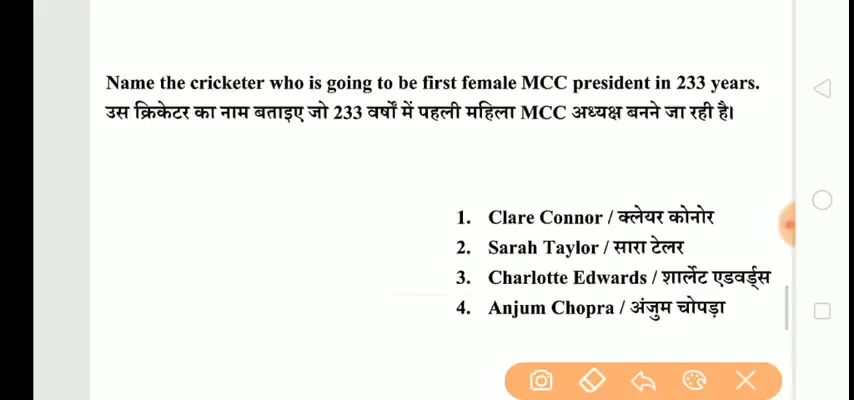 Name the cricketer who is going to be first female MCC president in 233 years.
उस क्रिकेटर का नाम बताइए जो 233 वर्षों में पहली महिला MCC अध्यक्ष बनने जा रही है।
1. Clare Connor / क्लेयर कोनोर
2. Sarah Taylor / सारा टेलर
3. Charlotte Edwards / शार्लेट एडवर्ड्स
4. Anjum Chopra / अंजुम चोपड़ा